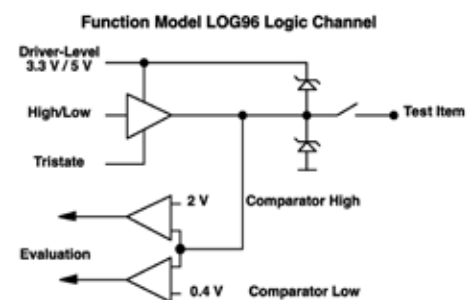 Function Model LOG96 Logic Channel
Driver-Level
3.3 V / 5 V
High/Low
Test Item
Tristate
2 V Comparator High
Evaluation
0.4 V Comparator Low